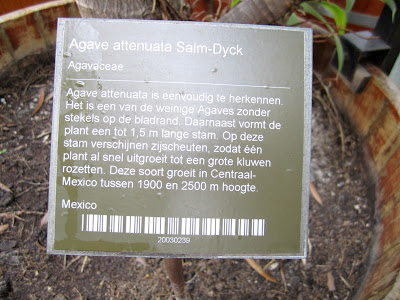 Agave attenuata Salm-Dyck
Agavaceae
Agave attenuata is eenvoudig te herkennen.
Het is een van de weinige Agaves zonder
stekels op de bladrand. Daarnaast vormt de
plant een tot 1,5 m lange stam. Op deze
stam verschijnen zijscheuten, zodat één
plant al snel uitgroeit tot een grote kluwen
rozetten. Deze soort groeit in Centraal-
Mexico tussen 1900 en 2500 m hoogte.
Mexico
20030239